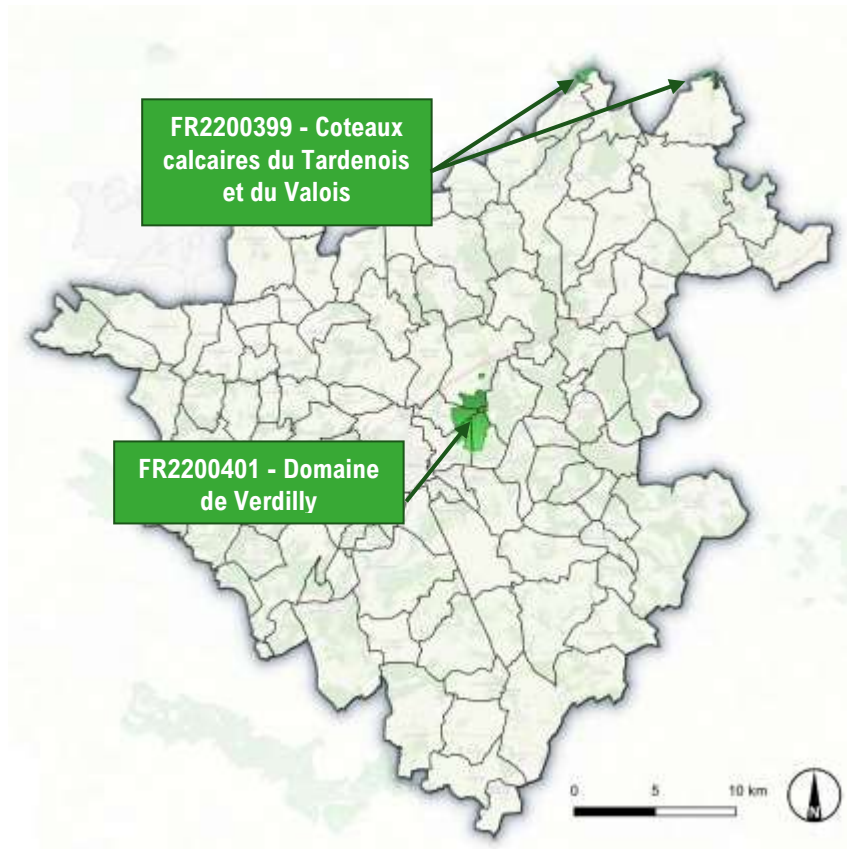 FR2200399 - Coteaux
calcaires du Tardenois
et du Valois
FR2200401 - Domaine
de Verdilly
0 5 10 km
N